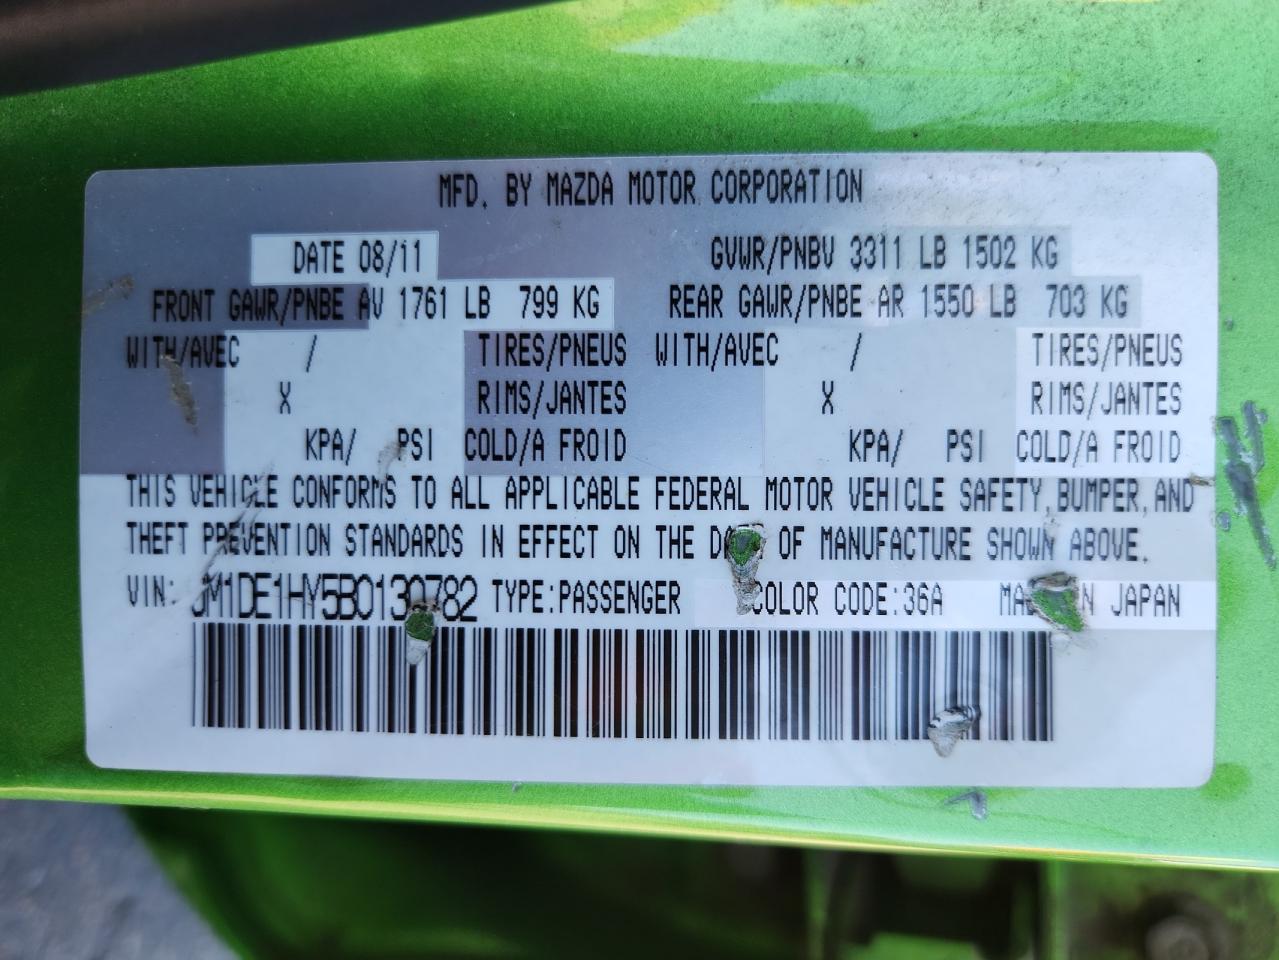 MFD. BY MAZDA MOTOR CORPORATION
DATE 08/11 GVWR/PNBV 3311 LB 1502 KG
FRONT GAWR/PNBE AV 1761 LB 799 KG REAR GAWR/PNBE AR 1550 LB 703 KG
WITH/AVEC / TIRES/PNEUS WITH/AVEC / TIRES/PNEUS
X RIMS/JANTES X RIMS/JANTES
KPA/ PSI COLD/A FROID KPA/ PSI COLD/A FROID
THIS VEHICLE CONFORMS TO ALL APPLICABLE FEDERAL MOTOR VEHICLE SAFETY, BUMPER, AND
THEFT PREVENTION STANDARDS IN EFFECT ON THE OF MANUFACTURE SHOWN ABOVE.
VIN: JM1DE1HY5B0130782 TYPE:PASSENGER COLOR CODE:36A JAPAN